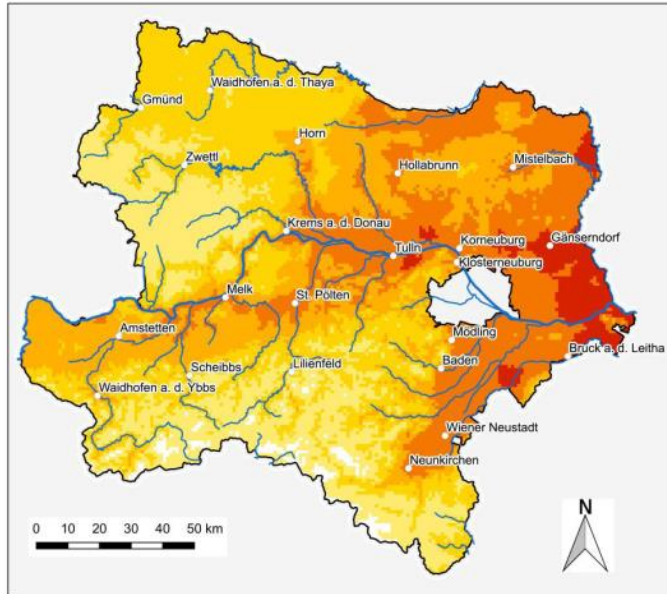 Waidhofen a. d. Thaya
Gmünd
Horn
Zwettl
Hollabrunn
Mistelbach
Krems a. d. Donau
Tulln
Korneuburg
Gänserndorf
Klosterneuburg
Melk
St. Pölten
Amstetten
Mödling
Bruck a. d. Leitha
Scheibbs
Lilienfeld
Baden
Waidhofen a. d. Ybbs
Wiener Neustadt
Neunkirchen
N
0 10 20 30 40 50 km